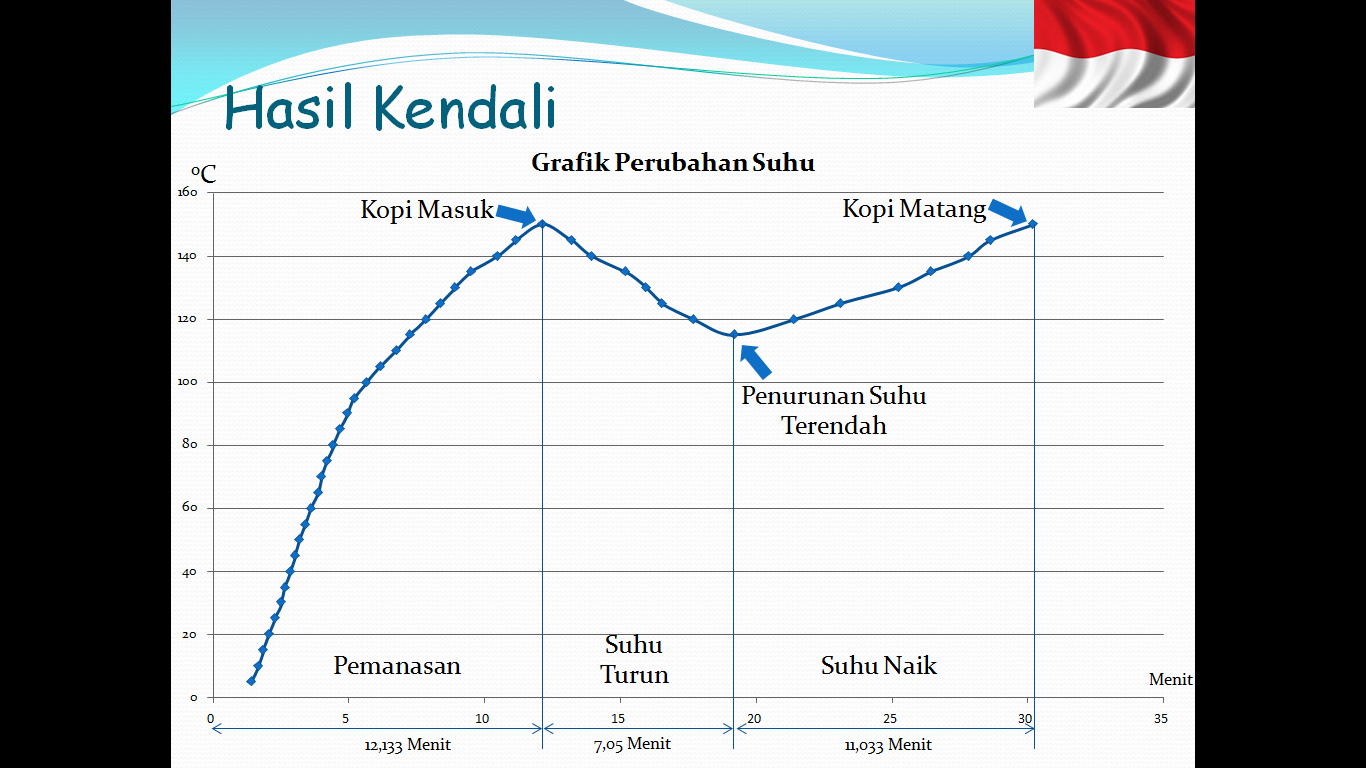 Hasil Kendali
Grafik Perubahan Suhu
⁰C
160
140
120
100
80
60
40
20
0
Kopi Masuk
Kopi Matang
Penurunan Suhu
Terendah
Pemanasan
Suhu
Turun
Suhu Naik
Menit
0 5 10 15 20 25 30 35
12,133 Menit
7,05 Menit
11,033 Menit